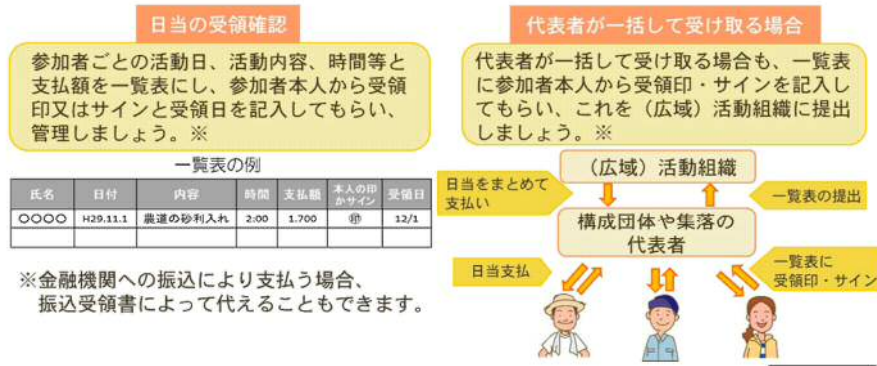 日当の受領確認
参加者ごとの活動日、活動内容、時間等と
支払額を一覧表にし、参加者本人から受領
印又はサインと受領日を記入してもらい、
管理しましょう。※
一覧表の例
氏名 日付 内容 時間 支払額 本人の印かサイン 受領日
○○○○ H29.11.1 農道の砂利入れ 2:00 1.700 ㊞ 12/1
※金融機関への振込により支払う場合、
振込受領書によって代えることもできます。
代表者が一括して受け取る場合
代表者が一括して受け取る場合も、一覧表
に参加者本人から受領印・サインを記入し
てもらい、これを（広域）活動組織に提出
しましょう。※
（広域）活動組織
日当をまとめて
支払い
一覧表の提出
構成団体や集落の
代表者
日当支払
一覧表に
受領印・サイン